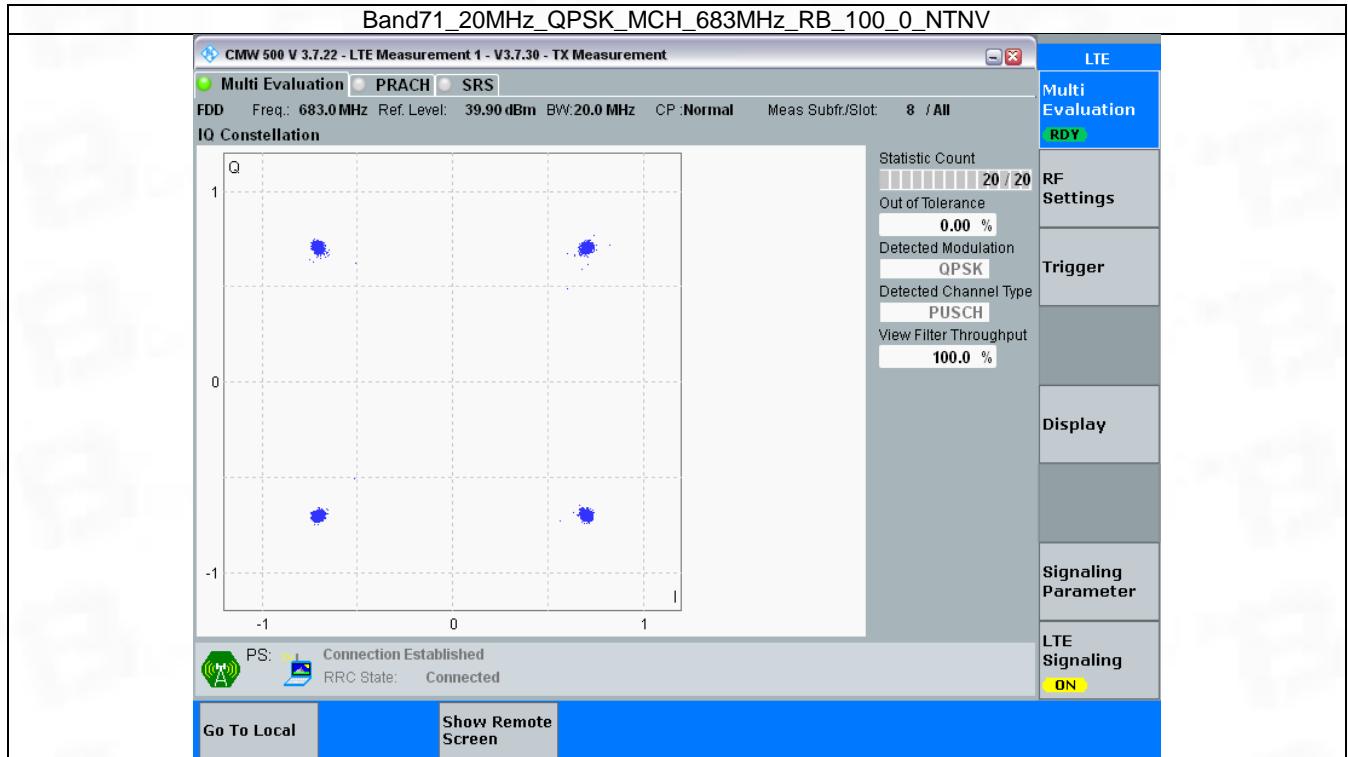 Band71_20MHz_QPSK_MCH_683MHz_RB_100_0_NTNV
CMW 500 V 3.7.22 - LTE Measurement 1 - V3.7.30 - TX Measurement
LTE
Multi Evaluation PRACH SRS
FDD Freq.: 683.0 MHz Ref. Level: 39.90 dBm BW:20.0 MHz CP :Normal Meas Subfr./Slot: 8 / All
IQ Constellation
Q
1
0
-1
I
-1 0 1
Statistic Count
20 / 20
Out of Tolerance
0.00 %
Detected Modulation
QPSK
Detected Channel Type
PUSCH
View Filter Throughput
100.0 %
Multi
Evaluation
RDY
RF
Settings
Trigger
Display
Signaling
Parameter
LTE
Signaling
ON
PS: Connection Established
RRC State: Connected
Go To Local
Show Remote
Screen